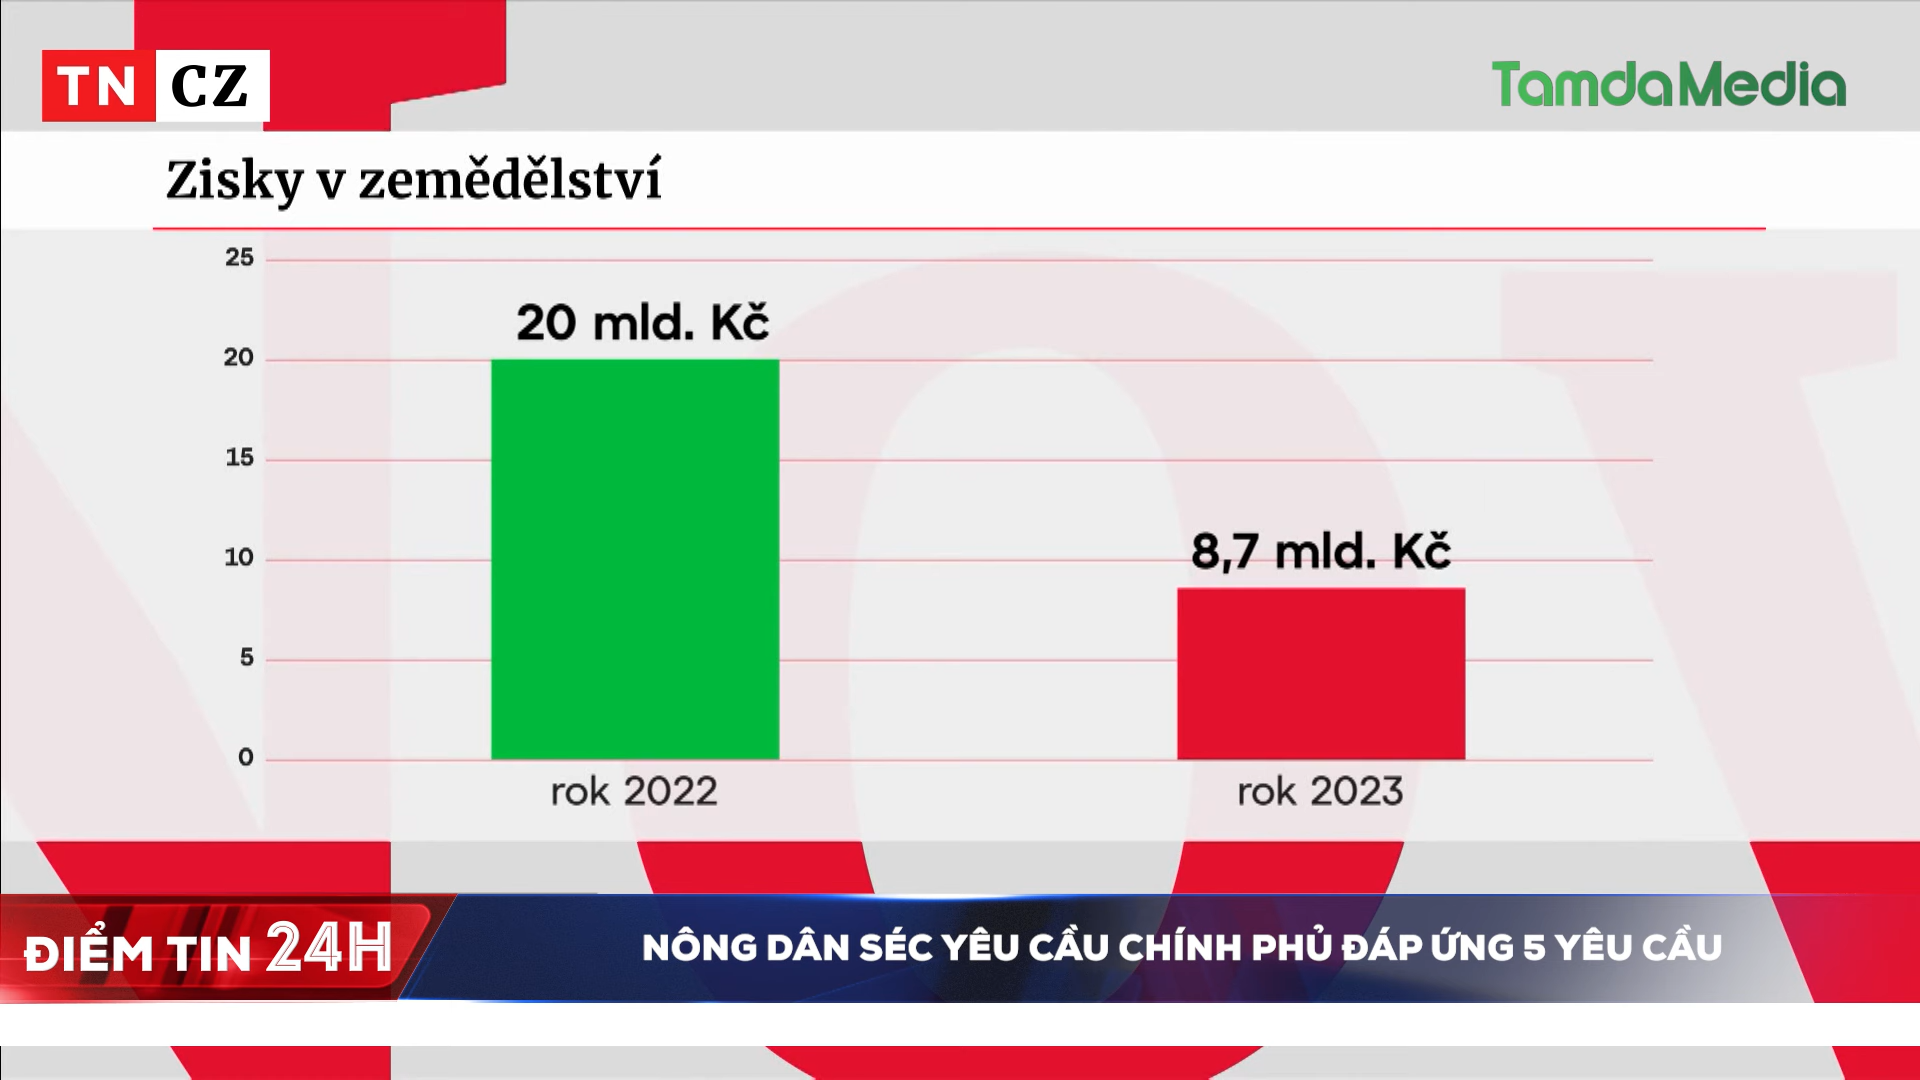 TN CZ
TamdaMedia
Zisky v zemědělství
25
20 mld. Kč
20
15
10
8,7 mld. Kč
5
0
rok 2022
rok 2023
ĐIỂM TIN 24H
NÔNG DÂN SÉC YÊU CẦU CHÍNH PHỦ ĐÁP ỨNG 5 YÊU CẦU